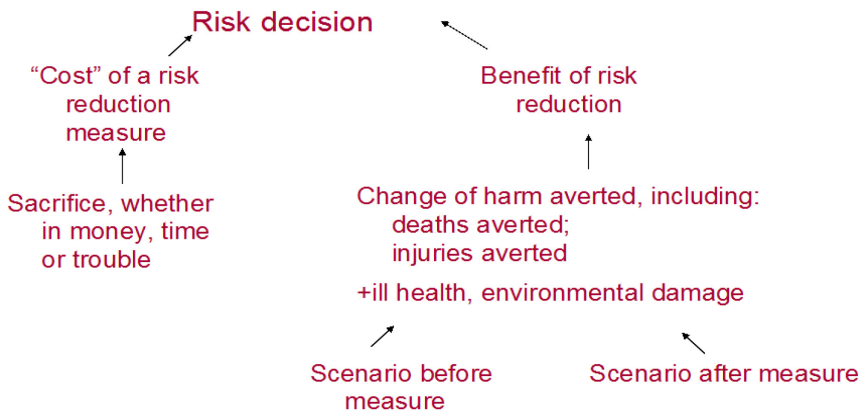 Risk decision
“Cost” of a risk
reduction
measure
Benefit of risk
reduction
Sacrifice, whether
in money, time
or trouble
Change of harm averted, including:
deaths averted;
injuries averted
+ill health, environmental damage
Scenario before
measure
Scenario after measure